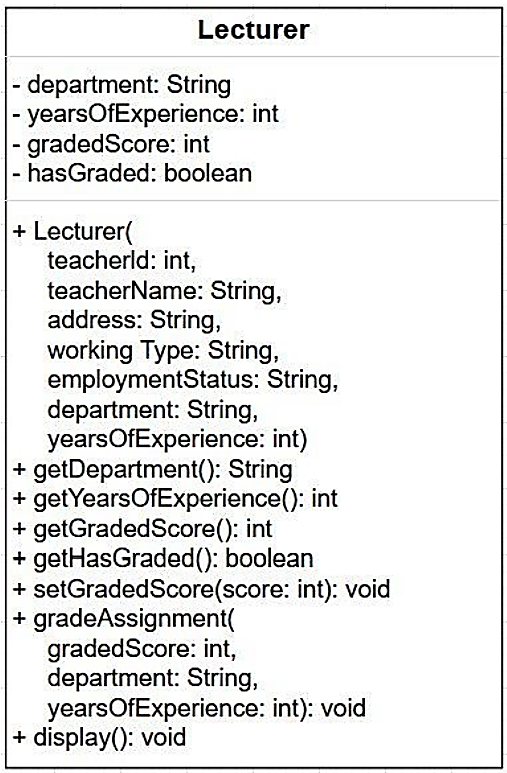 Lecturer
- department: String
- yearsOfExperience: int
- gradedScore: int
- hasGraded: boolean
+ Lecturer(
teacherId: int,
teacherName: String,
address: String,
working Type: String,
employmentStatus: String,
department: String,
yearsOfExperience: int)
+ getDepartment(): String
+ getYearsOfExperience(): int
+ getGradedScore(): int
+ getHasGraded(): boolean
+ setGradedScore(score: int): void
+ gradeAssignment(
gradedScore: int,
department: String,
yearsOfExperience: int): void
+ display(): void